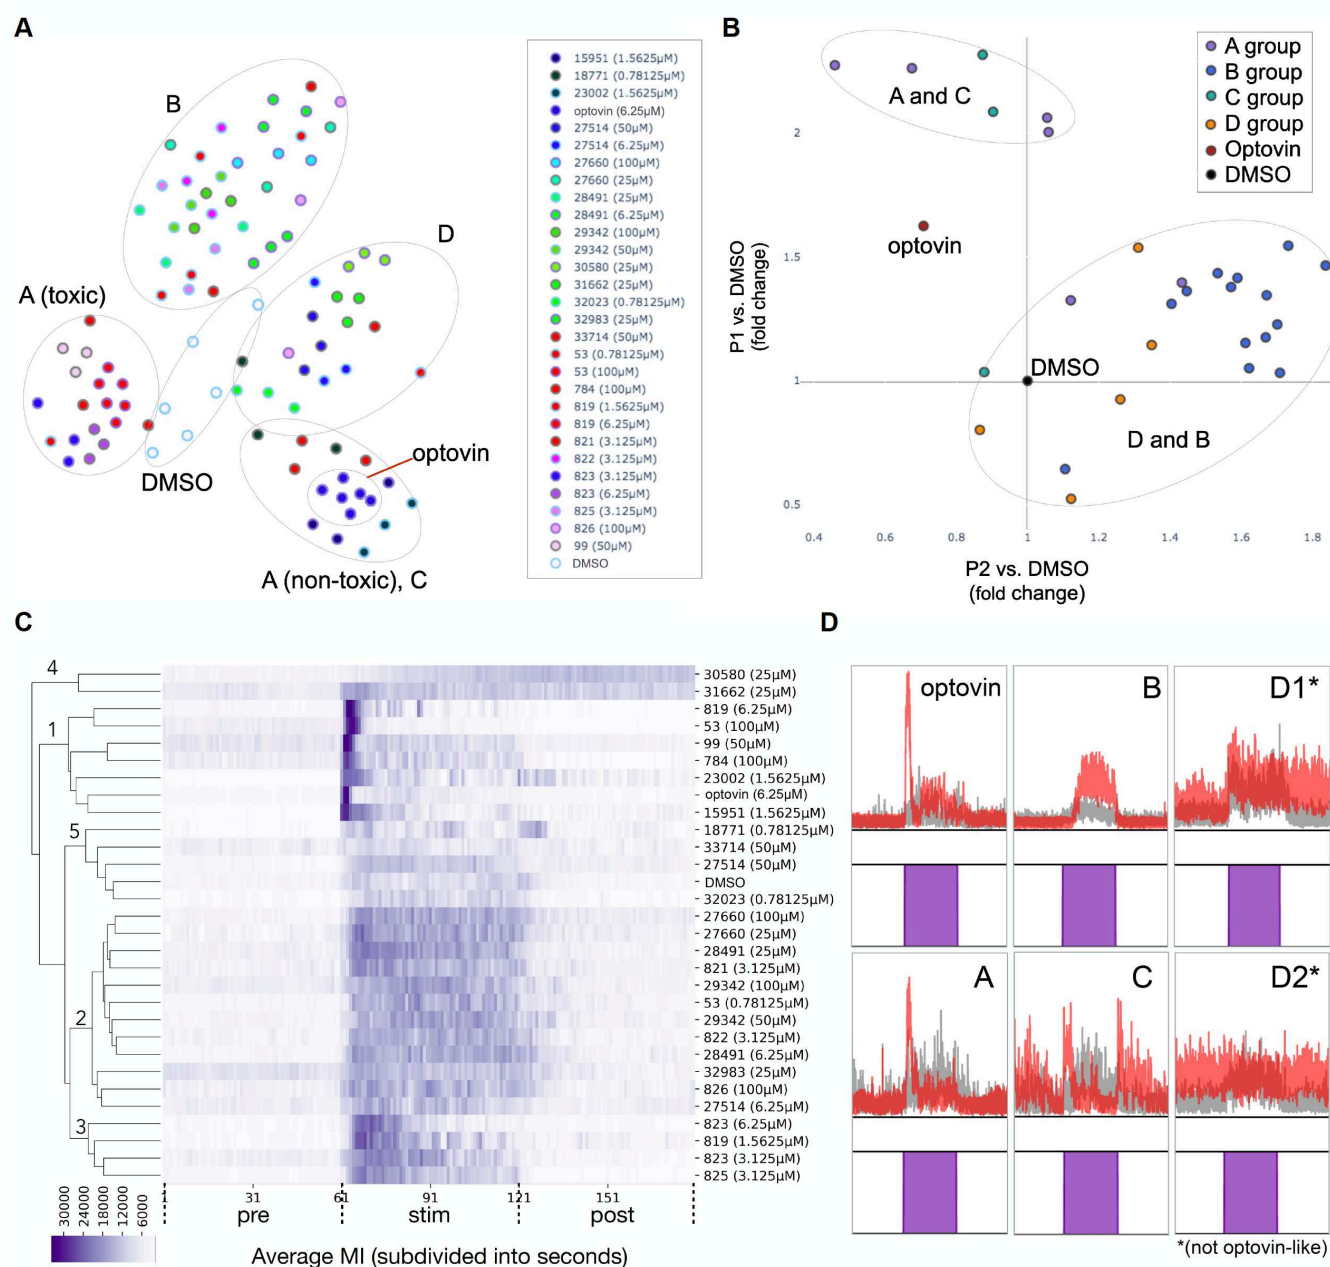 A
B
D
A (toxic)
DMSO
optovin
A (non-toxic), C
15951 (1.5625µM)
18771 (0.78125µM)
23002 (1.5625µM)
optovin (6.25µM)
27514 (50µM)
27514 (6.25µM)
27660 (100µM)
27660 (25µM)
28491 (25µM)
28491 (6.25µM)
29342 (100µM)
29342 (50µM)
30580 (25µM)
31662 (25µM)
32023 (0.78125µM)
32983 (25µM)
33714 (50µM)
53 (0.78125µM)
53 (100µM)
784 (100µM)
819 (1.5625µM)
819 (6.25µM)
821 (3.125µM)
822 (3.125µM)
823 (3.125µM)
823 (6.25µM)
825 (3.125µM)
826 (100µM)
99 (50µM)
DMSO
B
P1 vs. DMSO
(fold change)
2
1.5
1
0.5
A and C
optovin
DMSO
D and B
A group
B group
C group
D group
Optovin
DMSO
0.4 0.6 0.8 1 1.2 1.4 1.6 1.8
P2 vs. DMSO
(fold change)
C
4
1
5
2
3
30580 (25µM)
31662 (25µM)
819 (6.25µM)
53 (100µM)
99 (50µM)
784 (100µM)
23002 (1.5625µM)
optovin (6.25µM)
15951 (1.5625µM)
18771 (0.78125µM)
33714 (50µM)
27514 (50µM)
DMSO
32023 (0.78125µM)
27660 (100µM)
27660 (25µM)
28491 (25µM)
821 (3.125µM)
29342 (100µM)
53 (0.78125µM)
29342 (50µM)
822 (3.125µM)
28491 (6.25µM)
32983 (25µM)
826 (100µM)
27514 (6.25µM)
823 (6.25µM)
819 (1.5625µM)
823 (3.125µM)
825 (3.125µM)
1 31 61 91 121 151
pre stim post
30000 24000 18000 12000 6000
Average MI (subdivided into seconds)
D
optovin
B
D1*
A
C
D2*
*(not optovin-like)